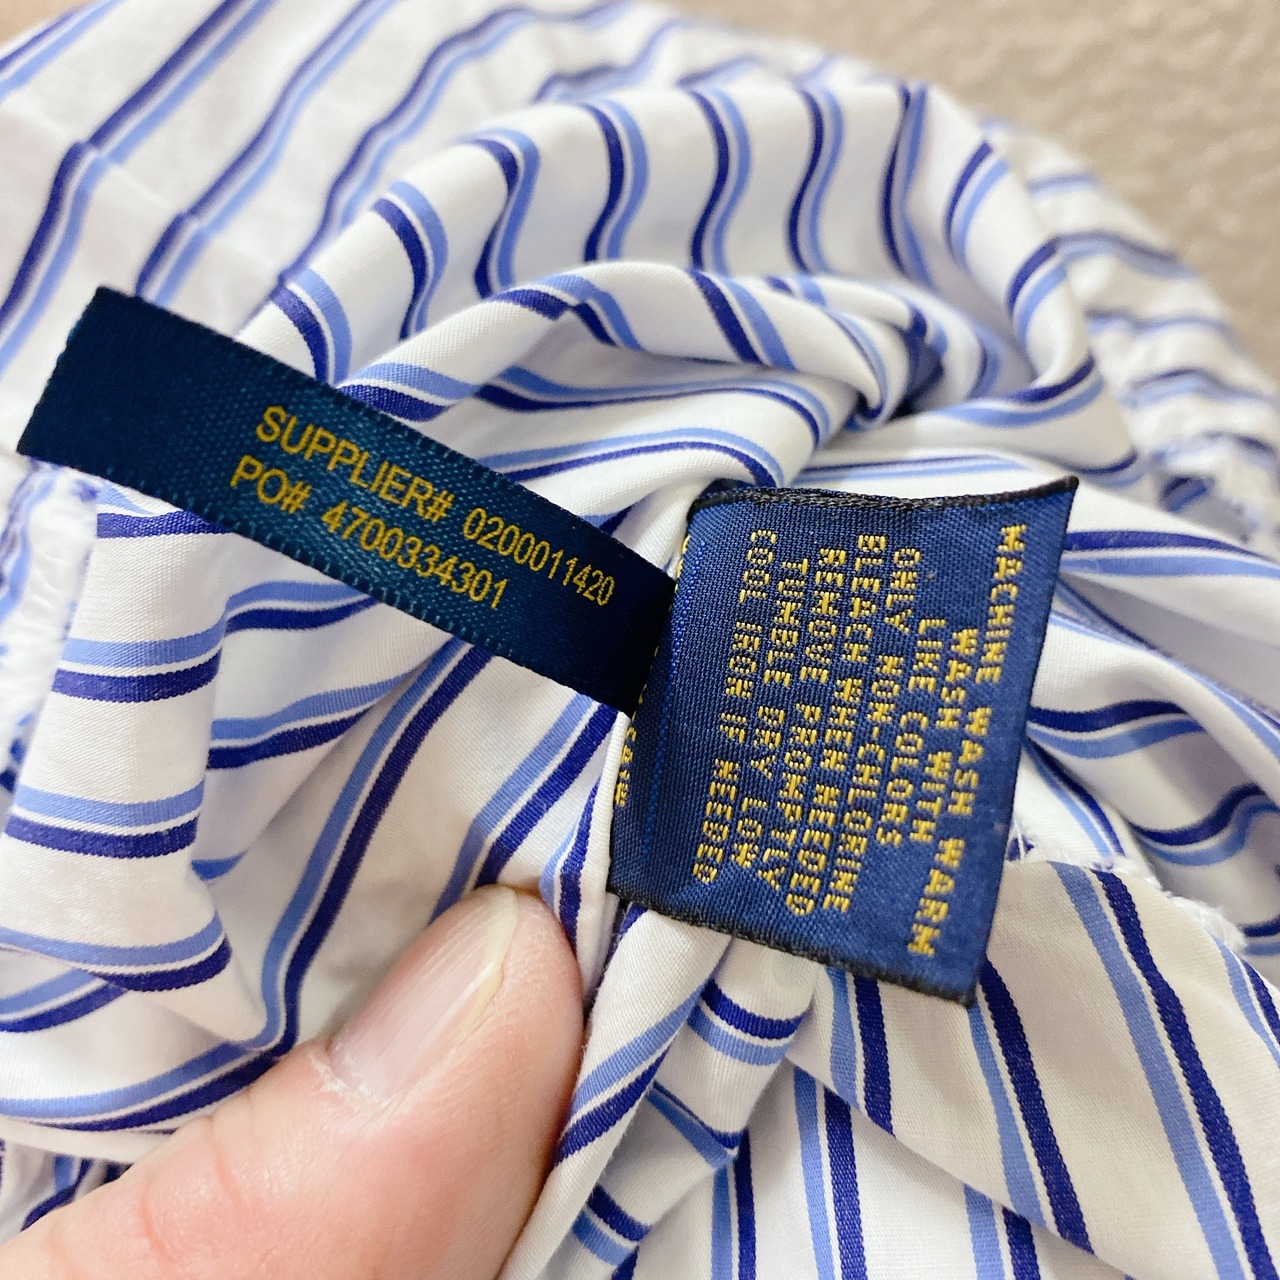 SUPPLIER# 0200011420
PO# 4700334301
MACHINE WASH WARM
WASH WITH
LIKE COLORS
ONLY NON-CHLORINE
BLEACH WHEN NEEDED
REMOVE PROMPTLY
TUMBLE DRY LOW
COOL IRON IF NEEDED